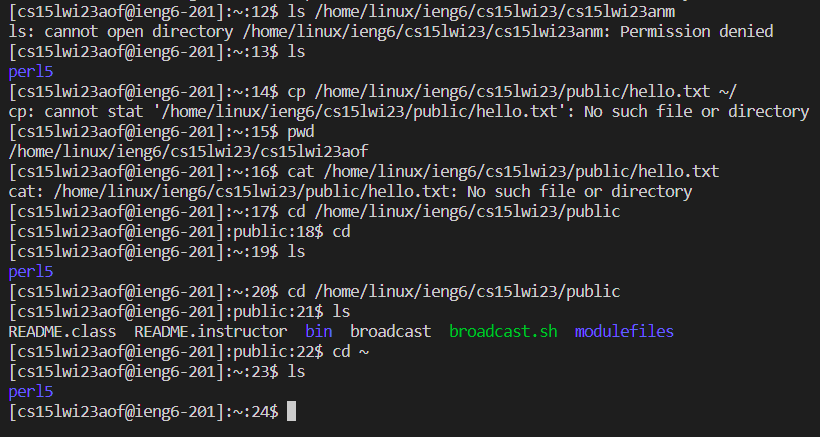 [cs15lwi23aof@ieng6-201]:~:12$ ls /home/linux/ieng6/cs15lwi23/cs15lwi23anm
ls: cannot open directory /home/linux/ieng6/cs15lwi23/cs15lwi23anm: Permission denied
[cs15lwi23aof@ieng6-201]:~:13$ ls
perl5
[cs15lwi23aof@ieng6-201]:~:14$ cp /home/linux/ieng6/cs15lwi23/public/hello.txt ~/
cp: cannot stat '/home/linux/ieng6/cs15lwi23/public/hello.txt': No such file or directory
[cs15lwi23aof@ieng6-201]:~:15$ pwd
/home/linux/ieng6/cs15lwi23/cs15lwi23aof
[cs15lwi23aof@ieng6-201]:~:16$ cat /home/linux/ieng6/cs15lwi23/public/hello.txt
cat: /home/linux/ieng6/cs15lwi23/public/hello.txt: No such file or directory
[cs15lwi23aof@ieng6-201]:~:17$ cd /home/linux/ieng6/cs15lwi23/public
[cs15lwi23aof@ieng6-201]:public:18$ cd
[cs15lwi23aof@ieng6-201]:~:19$ ls
perl5
[cs15lwi23aof@ieng6-201]:~:20$ cd /home/linux/ieng6/cs15lwi23/public
[cs15lwi23aof@ieng6-201]:public:21$ ls
README.class  README.instructor  bin  broadcast  broadcast.sh  modulefiles
[cs15lwi23aof@ieng6-201]:public:22$ cd ~
[cs15lwi23aof@ieng6-201]:~:23$ ls
perl5
[cs15lwi23aof@ieng6-201]:~:24$